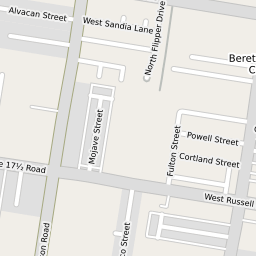 Alvacan Street
West Sandia Lane
North Flipper Drive
Beret
C
Mojave Street
Fulton Street
Powell Street
Cortland Street
e 17½ Road
West Russell
on Road
co Street